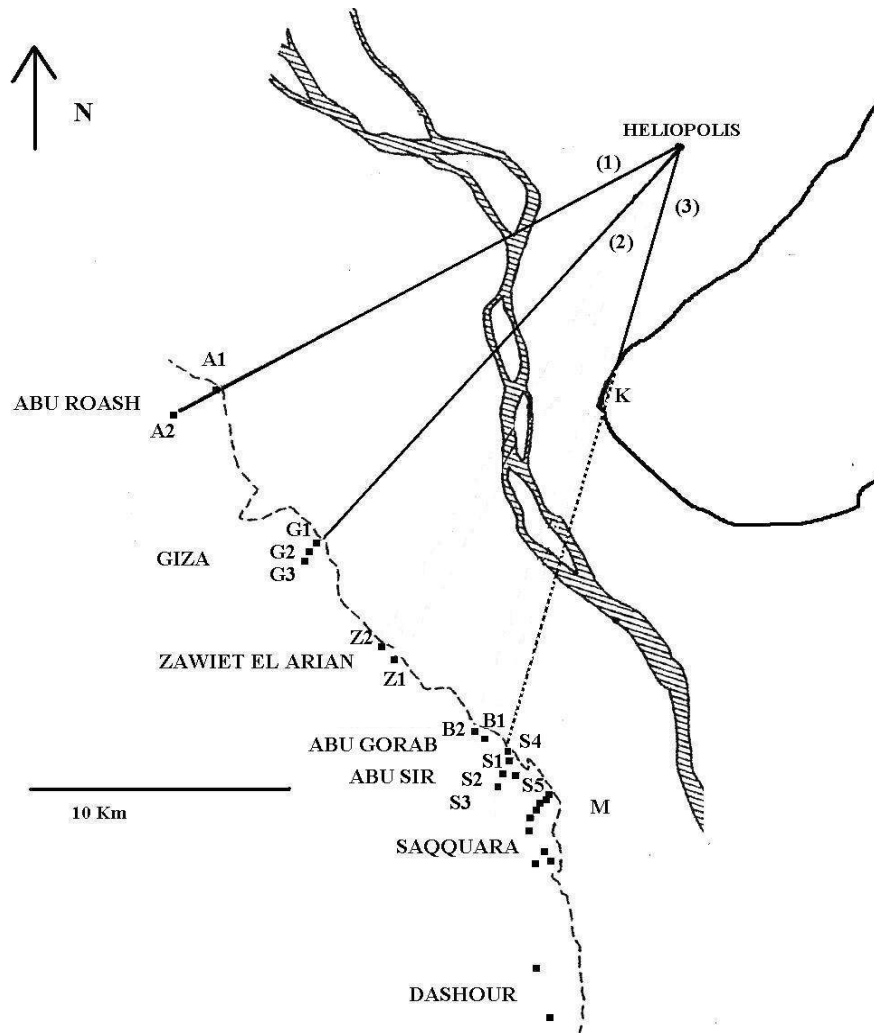 N
HELIOPOLIS
(1)
(2)
(3)
A1
K
ABU ROASH
A2
G1
G2
GIZA
G3
Z2
ZAWIET EL ARIAN
Z1
B2
B1
ABU GORAB
S4
S1
ABU SIR
S2
S5
S3
10 Km
M
SAQQUARA
DASHOUR